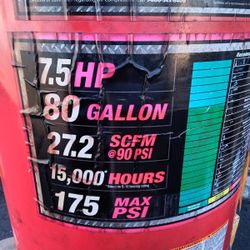 7.5 HP
80 GALLON
27.2 SCFM
@90 PSI
15,000* HOURS
175 MAX
PSI